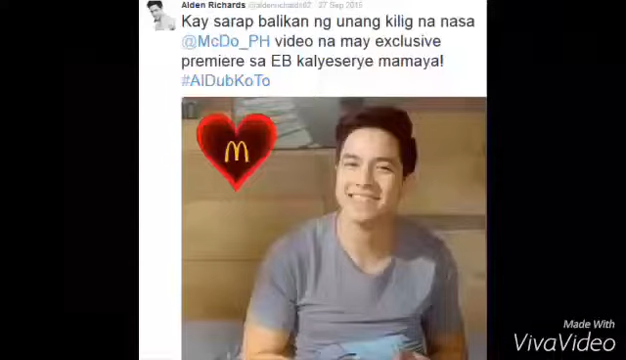 Alden Richards @aldenrichards02 27 Sep 2015
Kay sarap balikan ng unang kilig na nasa
@McDo_PH video na may exclusive
premiere sa EB kalyeserye mamaya!
#AlDubKoTo
Made With
VivaVideo